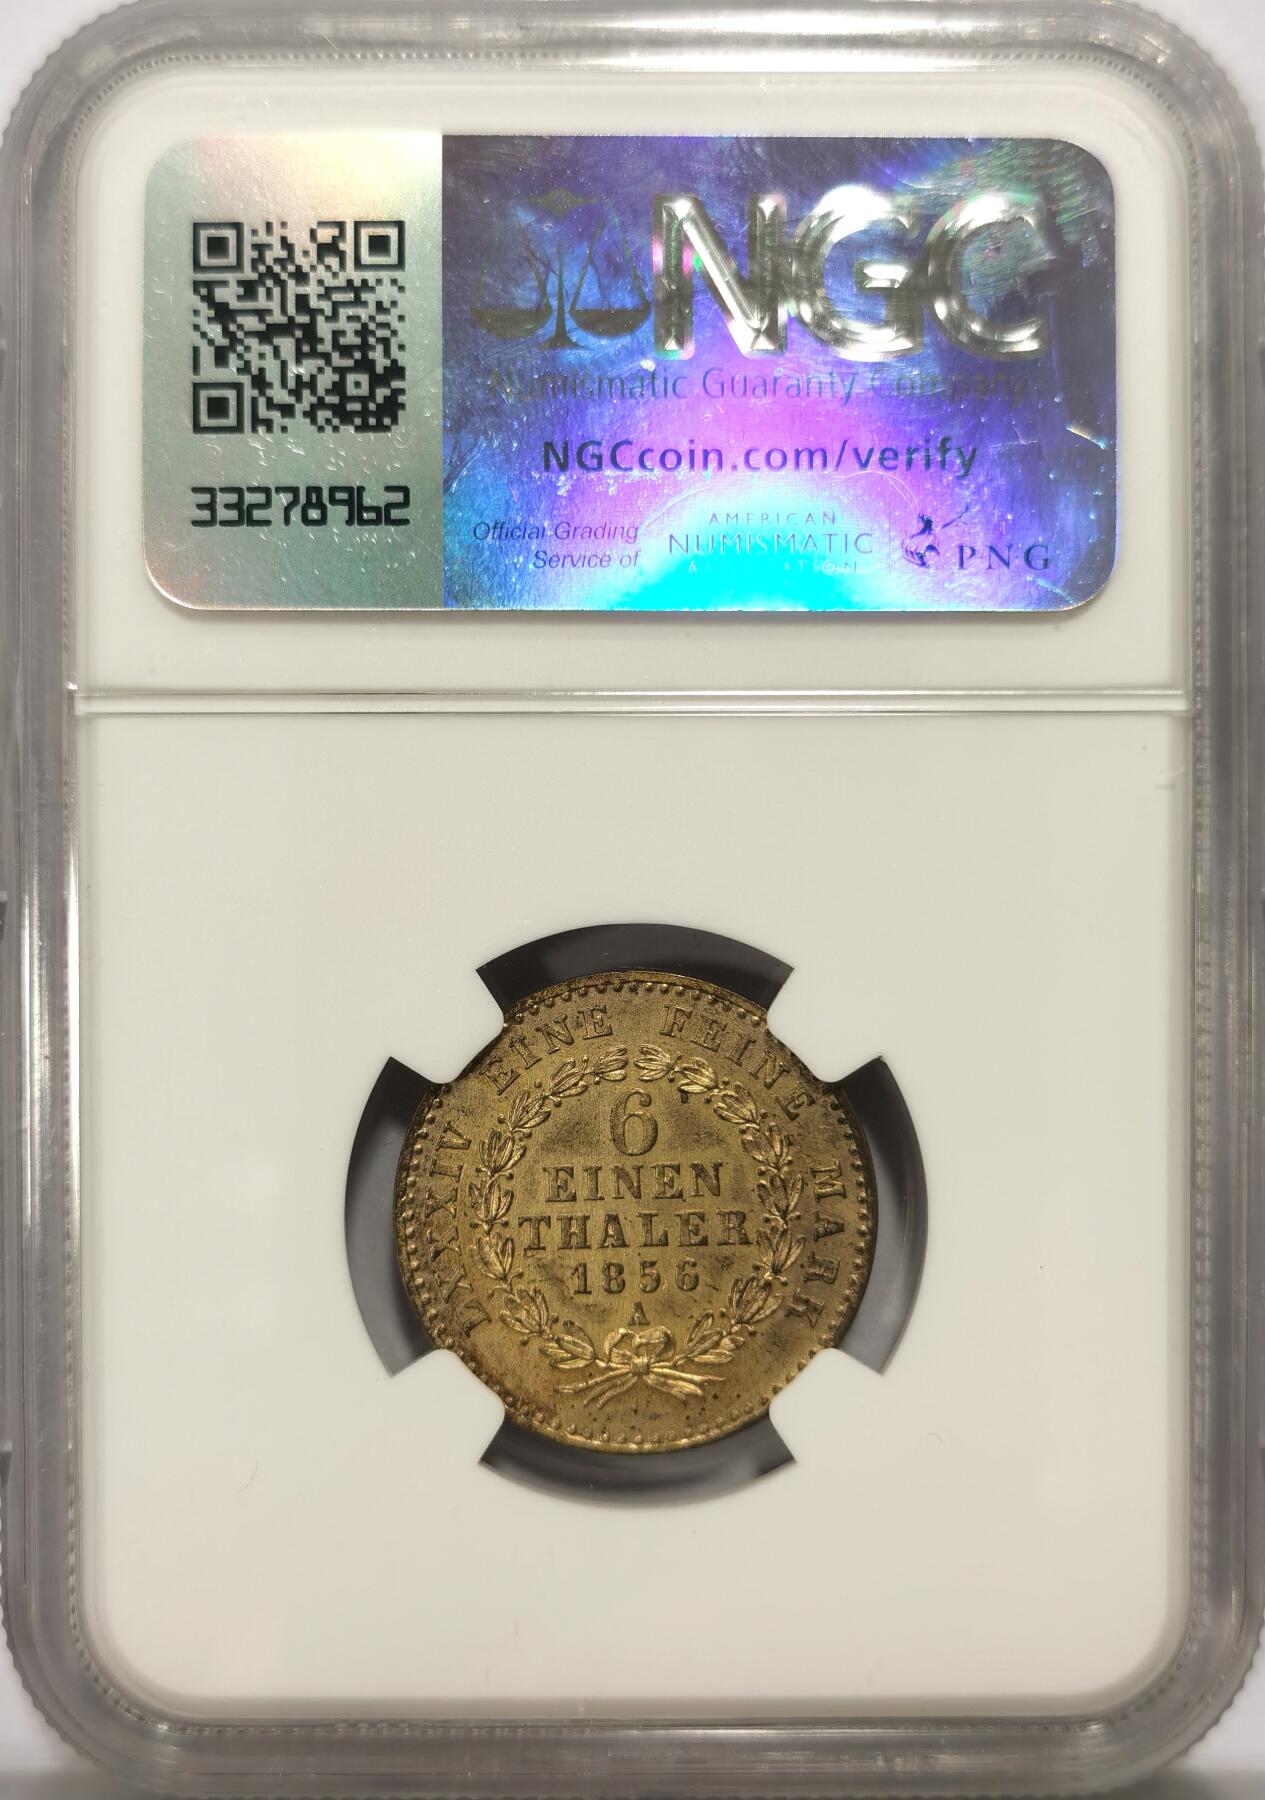 NGC
Numismatic Guaranty Company
NGCcoin.com/verify
33278962
Official Grading
Service of
AMERICAN
NUMISMATIC
ASSOCIATION
PNG
LXXXIV EINE FEINE MARK
6
EINEN
THALER
1856
A